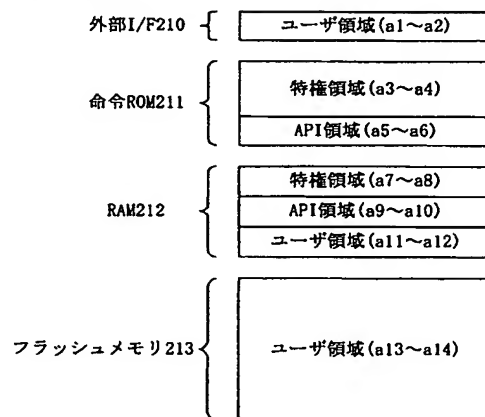 外部I/F210
ユーザ領域(a1～a2)
命令ROM211
特権領域(a3～a4)
API領域(a5～a6)
RAM212
特権領域(a7～a8)
API領域(a9～a10)
ユーザ領域(a11～a12)
フラッシュメモリ213
ユーザ領域(a13～a14)